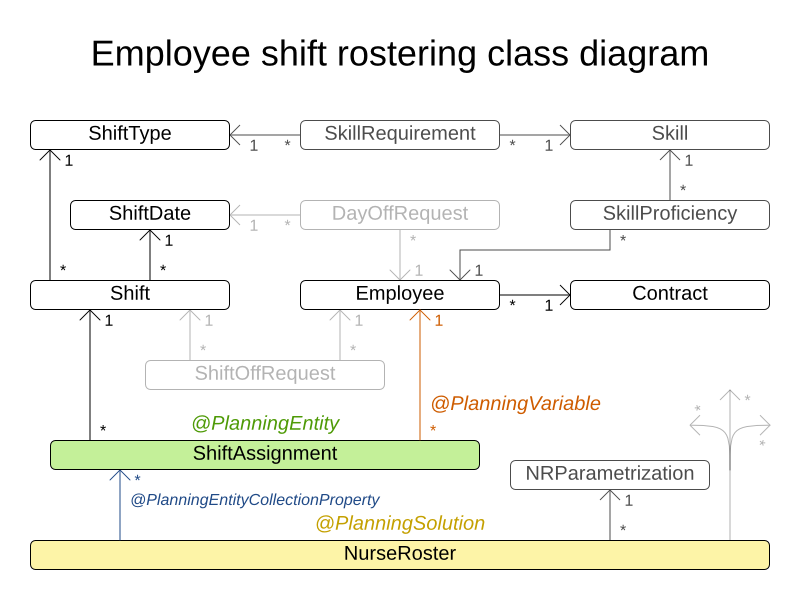 Employee shift rostering class diagram
ShiftType
1
*
SkillRequirement
*
1
Skill
1
1
*
ShiftDate
1
*
DayOffRequest
SkillProficiency
1
*
*
*
*
1
1
Shift
Employee
*
1
Contract
1
1
1
1
*
*
ShiftOffRequest
@PlanningVariable
*
*
@PlanningEntity
*
*
*
ShiftAssignment
*
NRParametrization
@PlanningEntityCollectionProperty
1
@PlanningSolution
*
NurseRoster